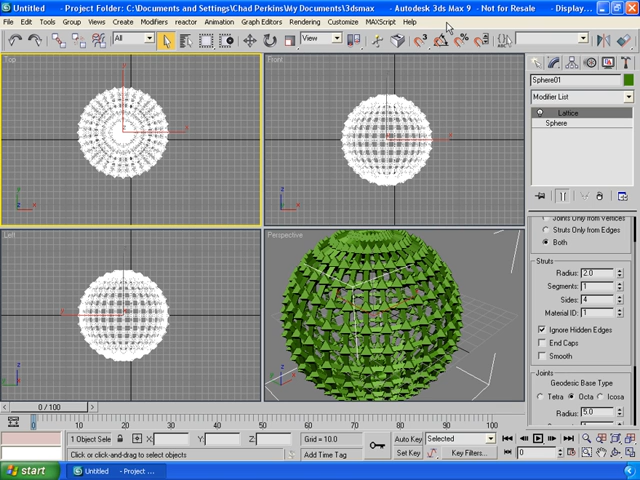 Untitled - Project Folder: C:\Documents and Settings\Chad Perkins\My Documents\3dsmax - Autodesk 3ds Max 9 - Not for Resale - Display...
File Edit Tools Group Views Create Modifiers reactor Animation Graph Editors Rendering Customize MAXScript Help
All View
Top
Front
Left
Perspective
Sphere01
Modifier List
Lattice
Sphere
Joints Only from Vertices
Struts Only from Edges
Both
Struts
Radius: 2.0
Segments: 1
Sides: 4
Material ID: 1
Ignore Hidden Edges
End Caps
Smooth
Joints
Geodesic Base Type
Tetra Octa Icosa
Radius: 5.0
0 / 100
0 10 20 30 40 50 60 70 80 90 100
1 Object Sele X: Y: Z: Grid = 10.0
Click or click-and-drag to select objects Add Time Tag
Auto Key Selected
Set Key Key Filters... 0
start Untitled - Project ...